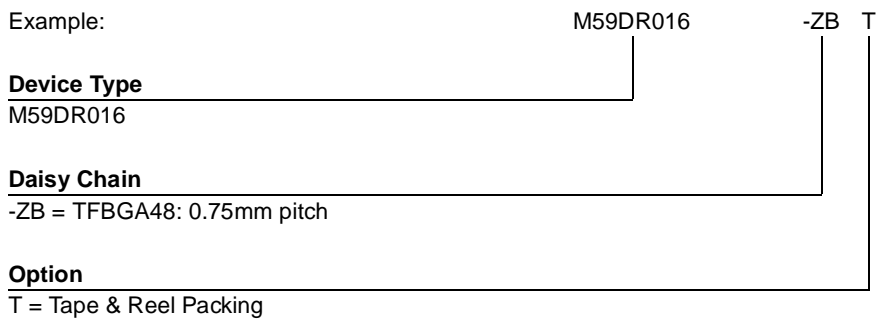 Example: M59DR016 -ZB T
Device Type
M59DR016
Daisy Chain
-ZB = TFBGA48: 0.75mm pitch
Option
T = Tape & Reel Packing